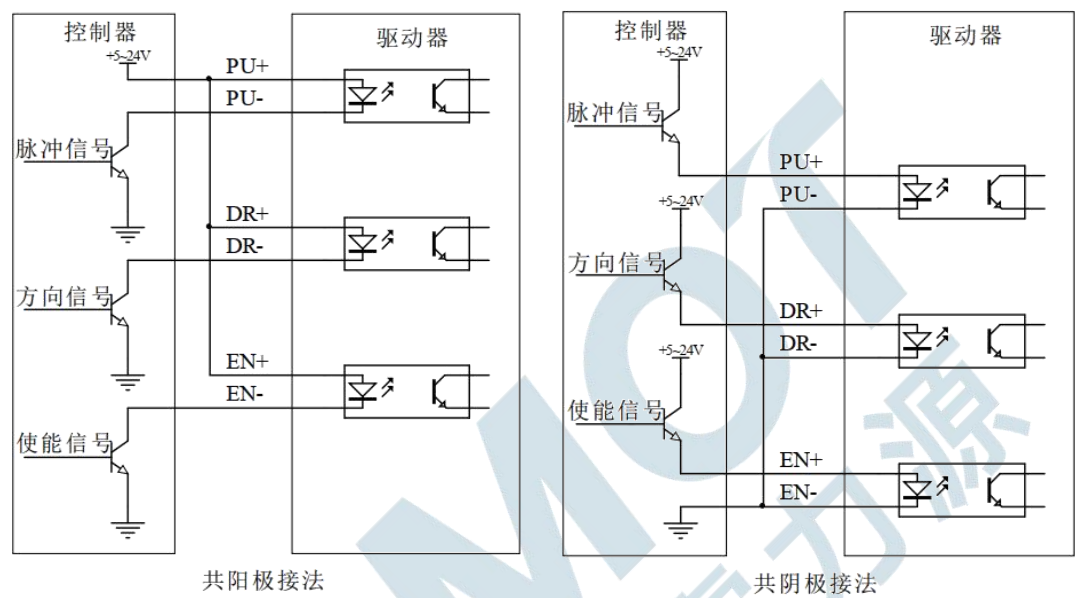 控制器
驱动器
+5~24V
PU+
PU-
脉冲信号
DR+
DR-
方向信号
EN+
EN-
使能信号
共阳极接法
控制器
驱动器
+5~24V
脉冲信号
PU+
PU-
+5~24V
方向信号
DR+
DR-
+5~24V
使能信号
EN+
EN-
共阴极接法
MOT
力源